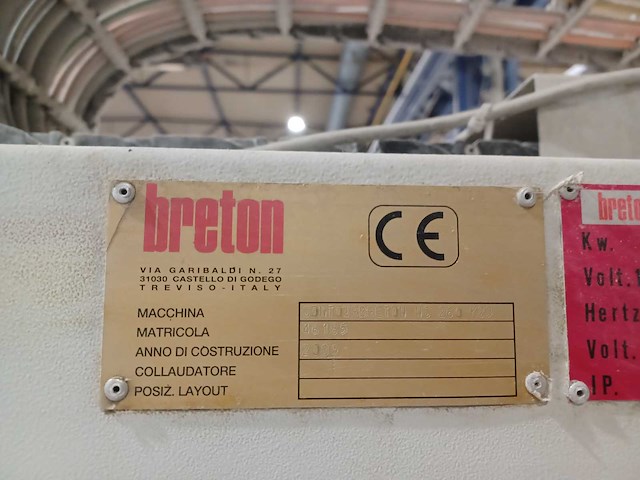 breton
CE
VIA GARIBALDI N. 27
31030 CASTELLO DI GODEGO
TREVISO-ITALY
MACCHINA
MATRICOLA
ANNO DI COSTRUZIONE
COLLAUDATORE
POSIZ. LAYOUT
breto
Kw.
Volt.
Hertz
Volt.
IP.